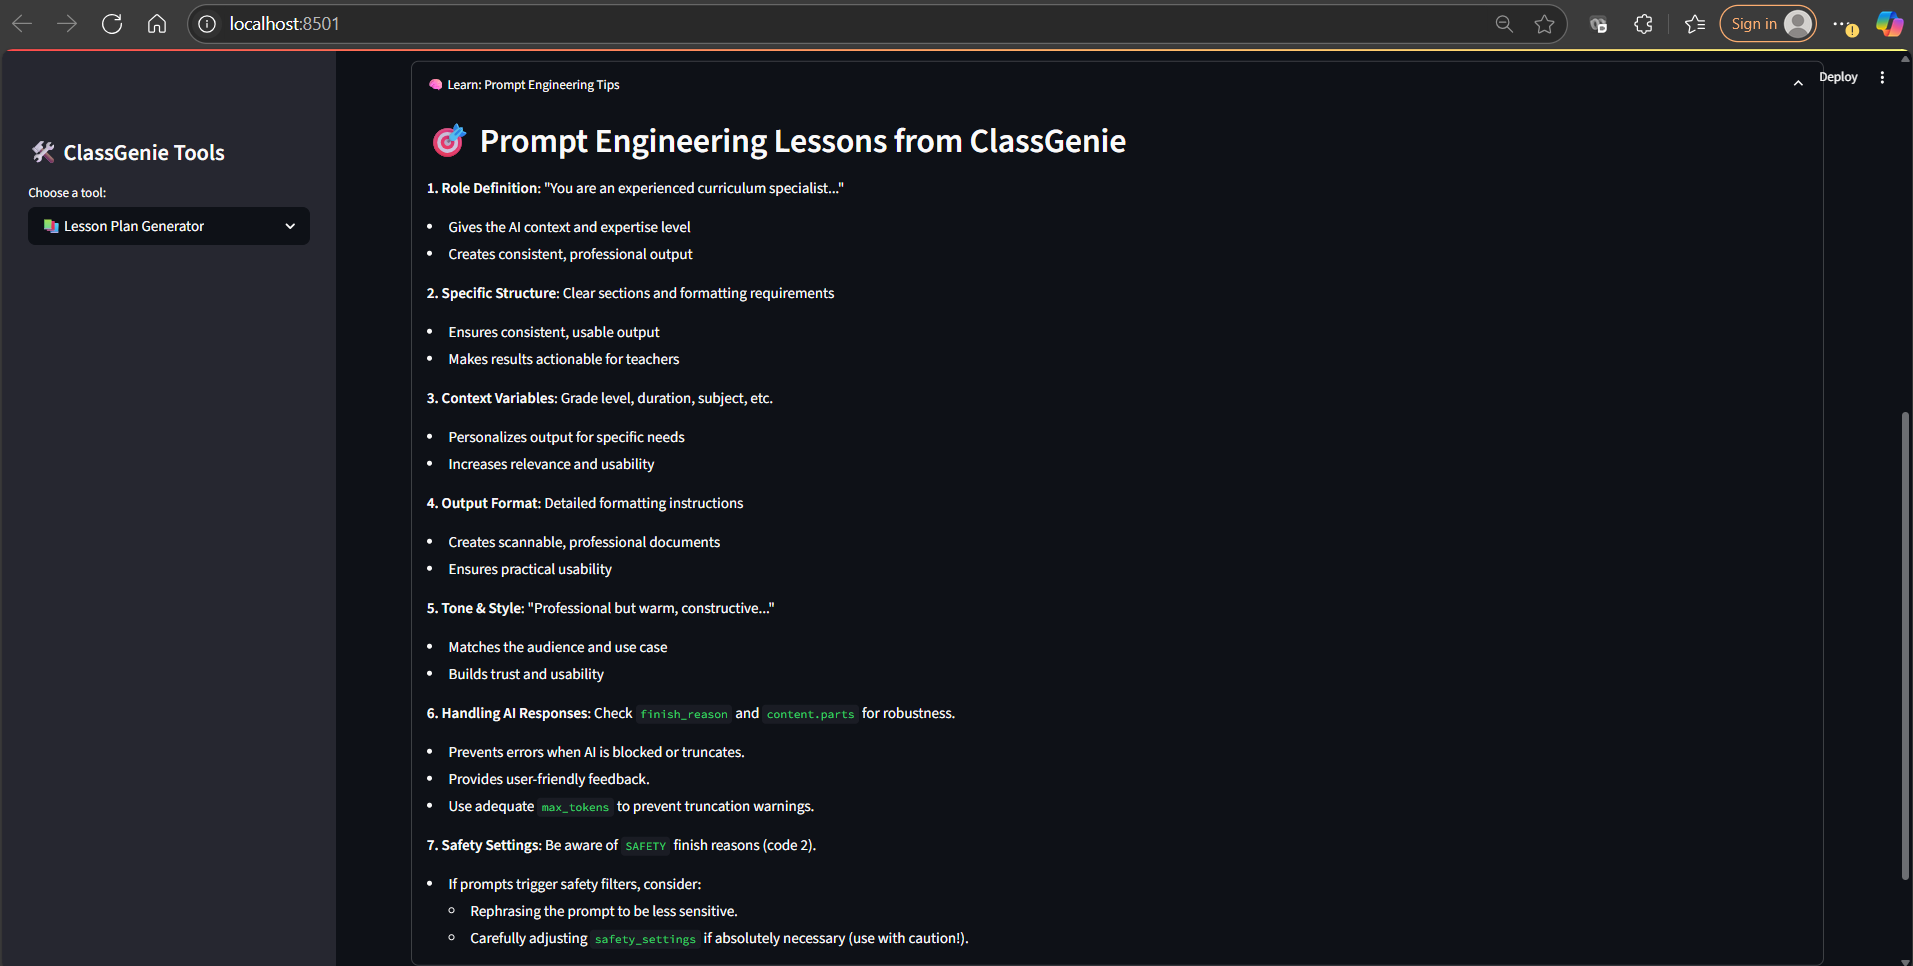 localhost:8501
Sign in
Deploy
🛠️ ClassGenie Tools
Choose a tool:
📚 Lesson Plan Generator
🧠 Learn: Prompt Engineering Tips
🎯 Prompt Engineering Lessons from ClassGenie
1. Role Definition: "You are an experienced curriculum specialist..."
• Gives the AI context and expertise level
• Creates consistent, professional output
2. Specific Structure: Clear sections and formatting requirements
• Ensures consistent, usable output
• Makes results actionable for teachers
3. Context Variables: Grade level, duration, subject, etc.
• Personalizes output for specific needs
• Increases relevance and usability
4. Output Format: Detailed formatting instructions
• Creates scannable, professional documents
• Ensures practical usability
5. Tone & Style: "Professional but warm, constructive..."
• Matches the audience and use case
• Builds trust and usability
6. Handling AI Responses: Check finish_reason and content.parts for robustness.
• Prevents errors when AI is blocked or truncates.
• Provides user-friendly feedback.
• Use adequate max_tokens to prevent truncation warnings.
7. Safety Settings: Be aware of SAFETY finish reasons (code 2).
• If prompts trigger safety filters, consider:
◦ Rephrasing the prompt to be less sensitive.
◦ Carefully adjusting safety_settings if absolutely necessary (use with caution!).